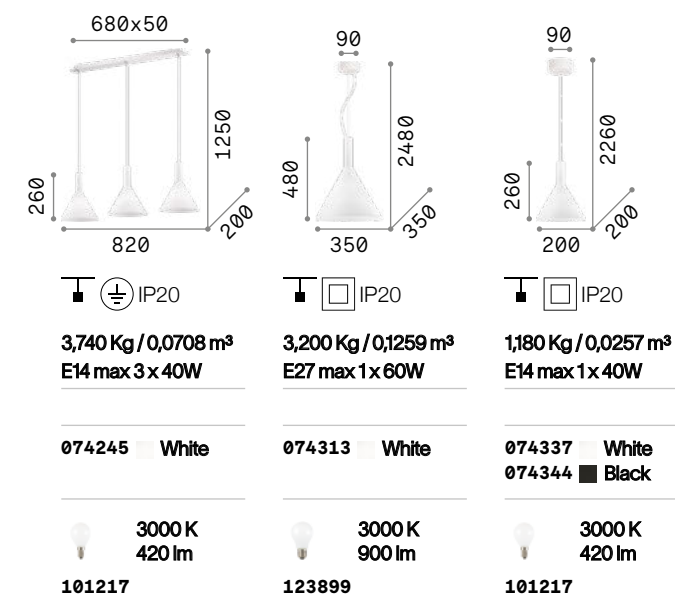 680x50
1250
260
820
200
IP20
3,740 Kg / 0,0708 m³
E14 max 3 x 40W
074245 White
3000 K
420 lm
101217
90
2480
480
350
350
IP20
3,200 Kg / 0,1259 m³
E27 max 1 x 60W
074313 White
3000 K
900 lm
123899
90
2260
260
200
200
IP20
1,180 Kg / 0,0257 m³
E14 max 1 x 40W
074337 White
074344 Black
3000 K
420 lm
101217